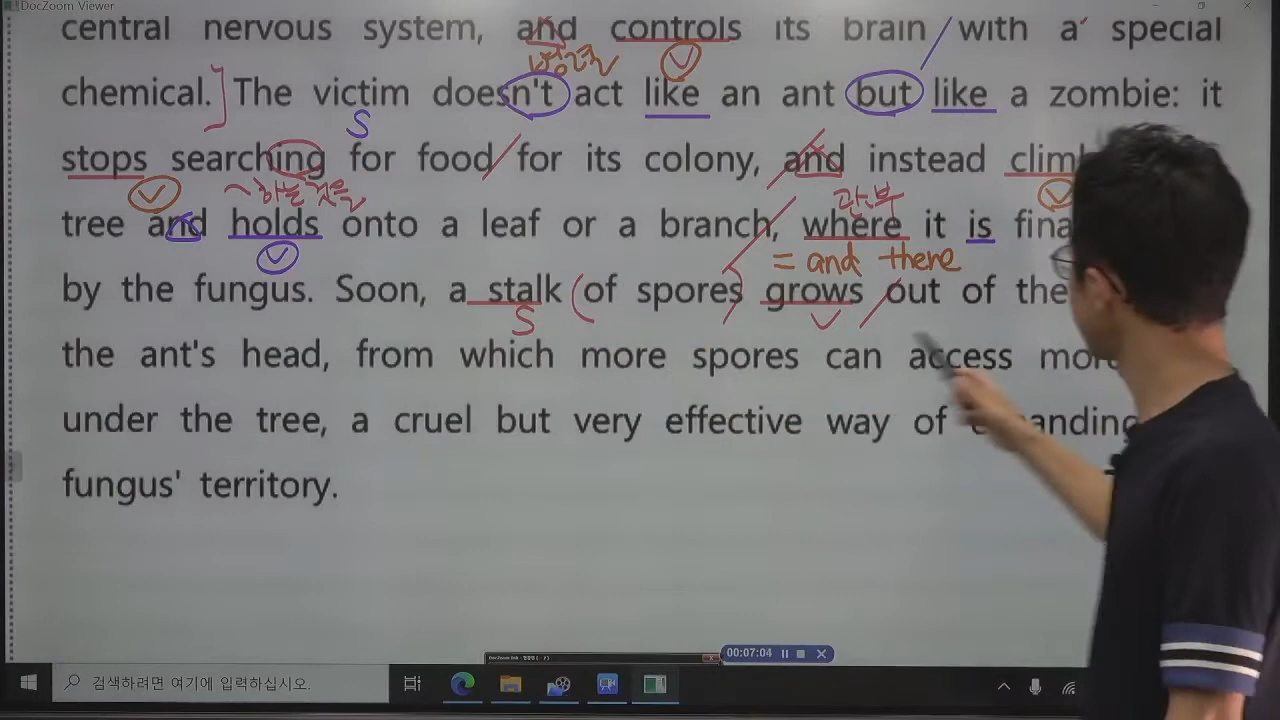 DocZoom Viewer
central nervous system, and controls its brain with a special
병렬
chemical. The victim doesn't act like an ant but like a zombie: it
S
stops searching for food for its colony, and instead
~하는 것을 관.부
tree and holds onto a leaf or a branch, where it is
= and there
by the fungus. Soon, a stalk (of spores) grows out of the
S V
the ant's head, from which more spores can access
under the tree, a cruel but very effective way of
fungus' territory.
00:07:04
검색하려면 여기에 입력하십시오.